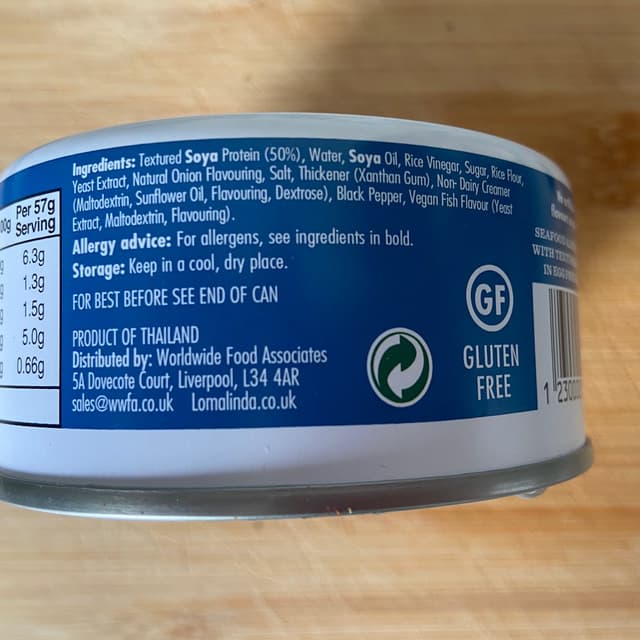 Ingredients: Textured Soya Protein (50%), Water, Soya Oil, Rice Vinegar, Sugar, Rice Flour,
Yeast Extract, Natural Onion Flavouring, Salt, Thickener (Xanthan Gum), Non-Dairy Creamer
(Maltodextrin, Sunflower Oil, Flavouring, Dextrose), Black Pepper, Vegan Fish Flavour (Yeast
Extract, Maltodextrin, Flavouring).
Allergy advice: For allergens, see ingredients in bold.
Storage: Keep in a cool, dry place.
FOR BEST BEFORE SEE END OF CAN
PRODUCT OF THAILAND
Distributed by: Worldwide Food Associates
5A Dovecote Court, Liverpool, L34 4AR
sales@wwfa.co.uk Lomalinda.co.uk
Per 57g
Serving
6.3g
1.3g
1.5g
5.0g
0.66g
GF
GLUTEN
FREE